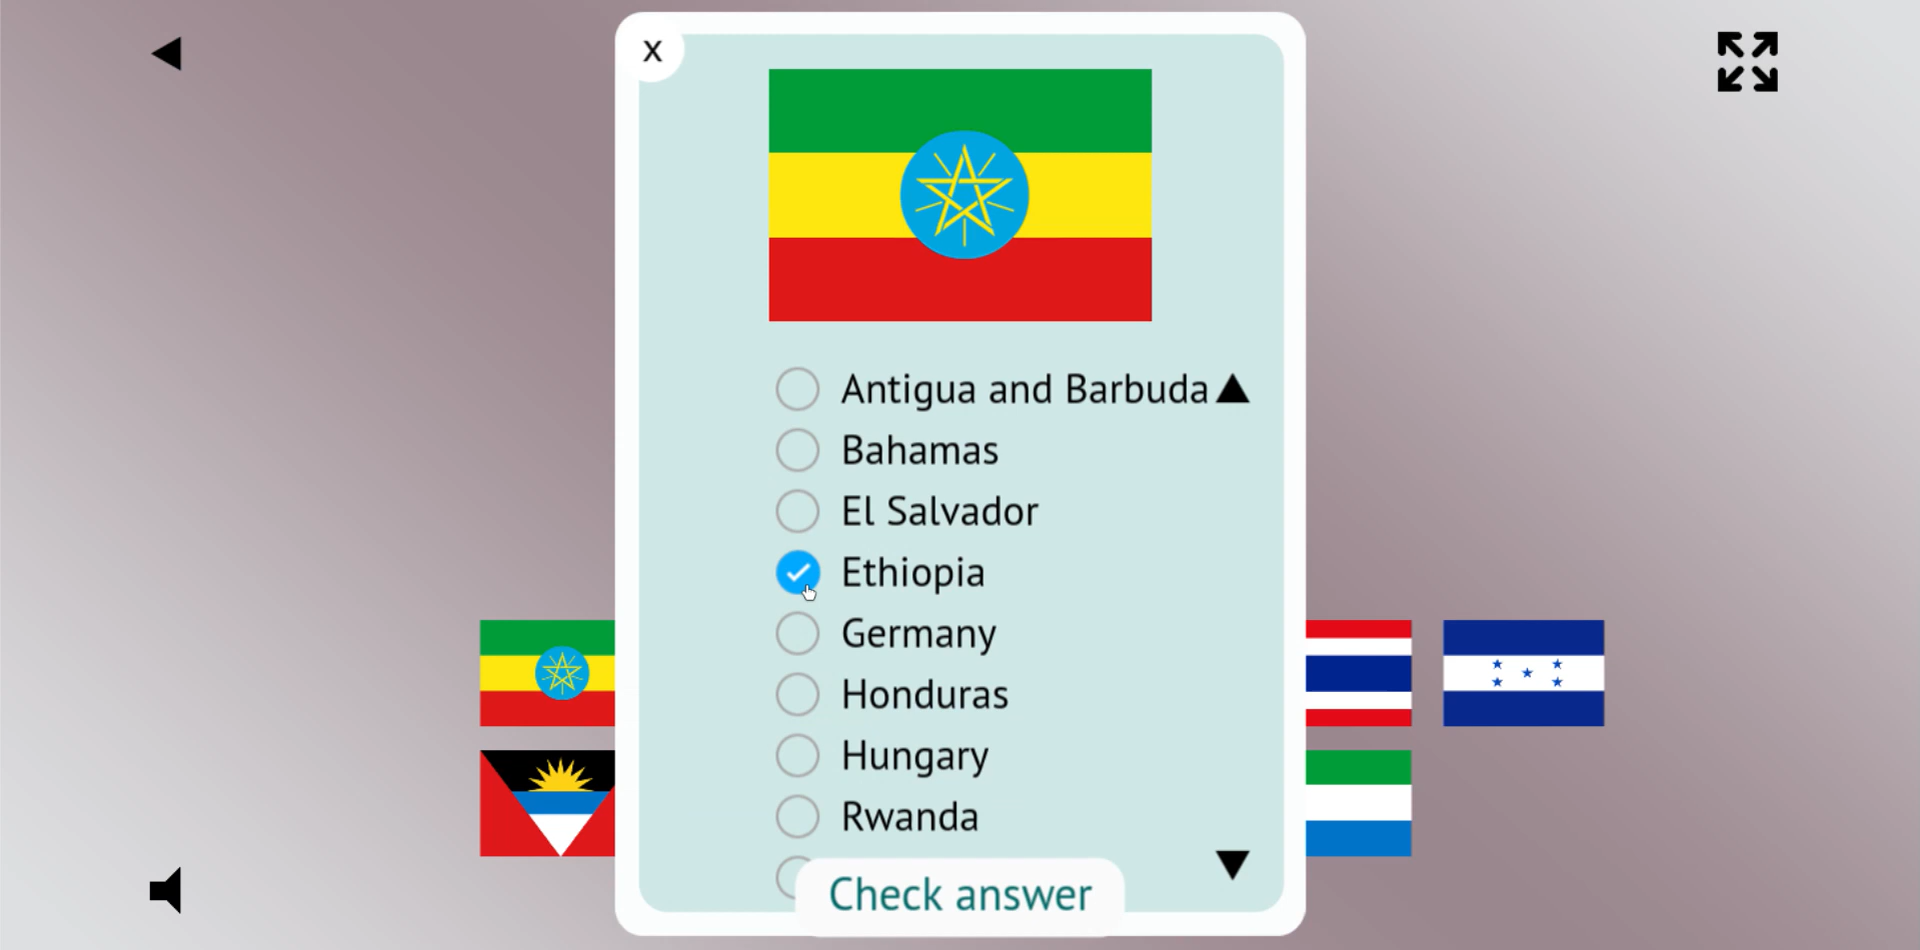 X
Antigua and Barbuda
Bahamas
El Salvador
Ethiopia
Germany
Honduras
Hungary
Rwanda
Check answer